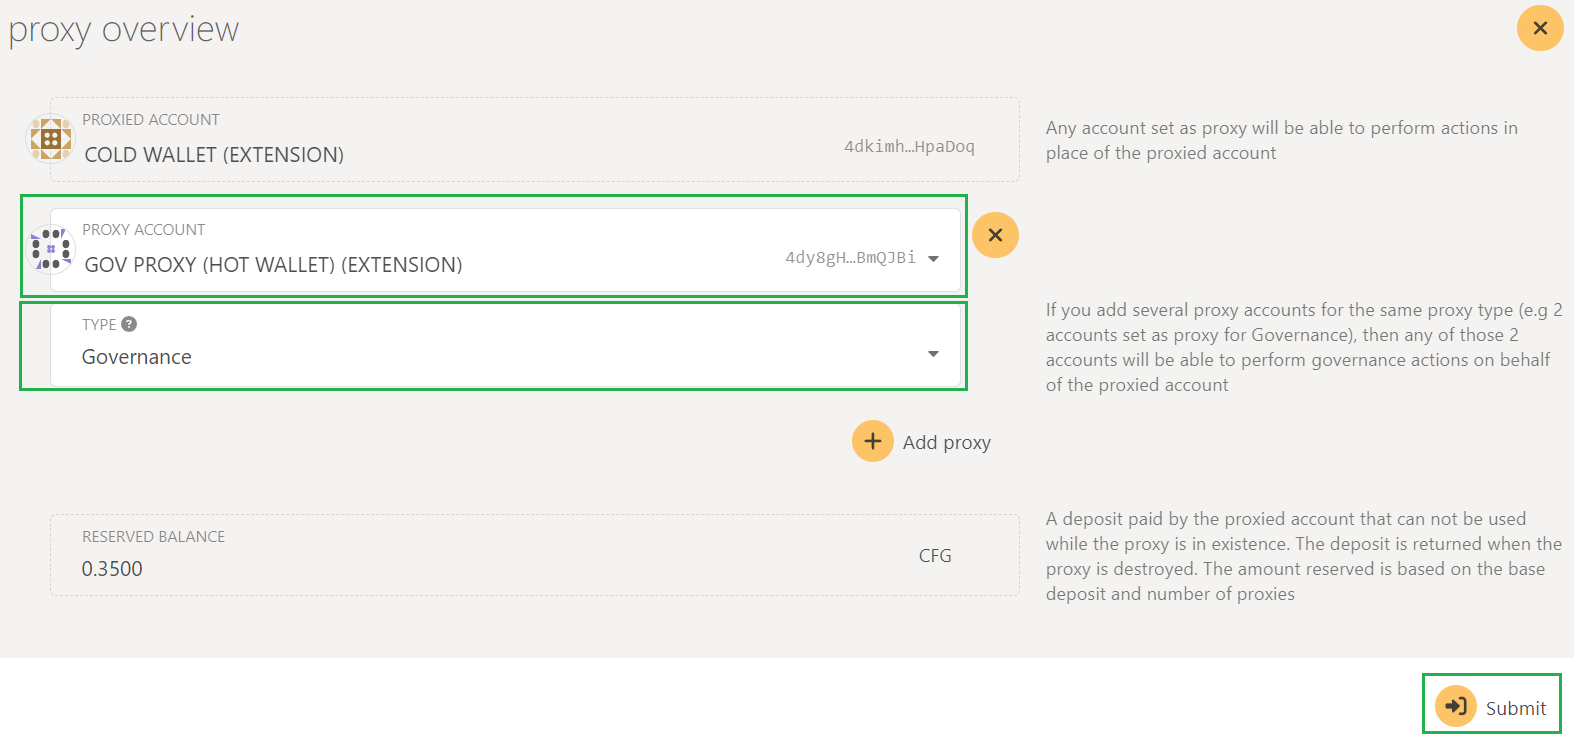 proxy overview
PROXIED ACCOUNT
COLD WALLET (EXTENSION)
4dkimh…HpaDoq
Any account set as proxy will be able to perform actions in
place of the proxied account
PROXY ACCOUNT
GOV PROXY (HOT WALLET) (EXTENSION)
4dy8gH…BmQJBi
TYPE ?
Governance
If you add several proxy accounts for the same proxy type (e.g 2
accounts set as proxy for Governance), then any of those 2
accounts will be able to perform governance actions on behalf
of the proxied account
Add proxy
RESERVED BALANCE
0.3500
CFG
A deposit paid by the proxied account that can not be used
while the proxy is in existence. The deposit is returned when the
proxy is destroyed. The amount reserved is based on the base
deposit and number of proxies
Submit